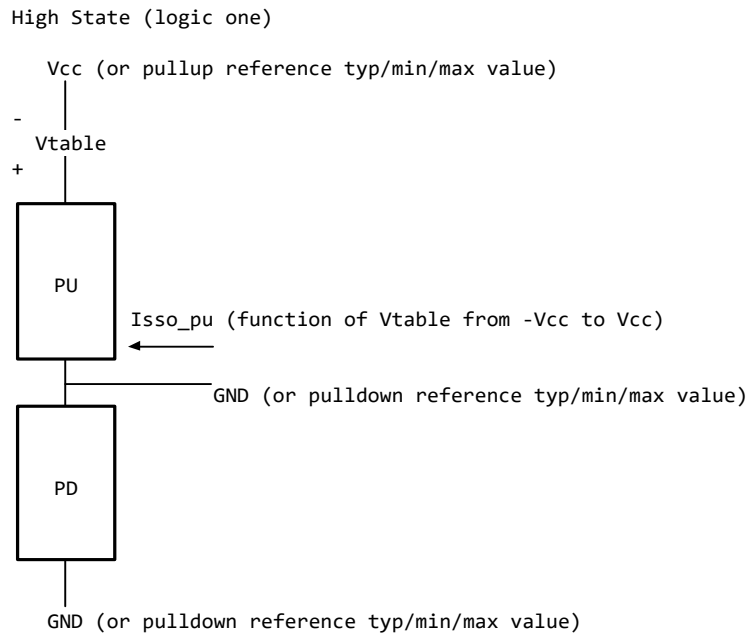 High State (logic one)
Vcc (or pullup reference typ/min/max value)
-
Vtable
+
PU
Isso_pu (function of Vtable from -Vcc to Vcc)
GND (or pulldown reference typ/min/max value)
PD
GND (or pulldown reference typ/min/max value)